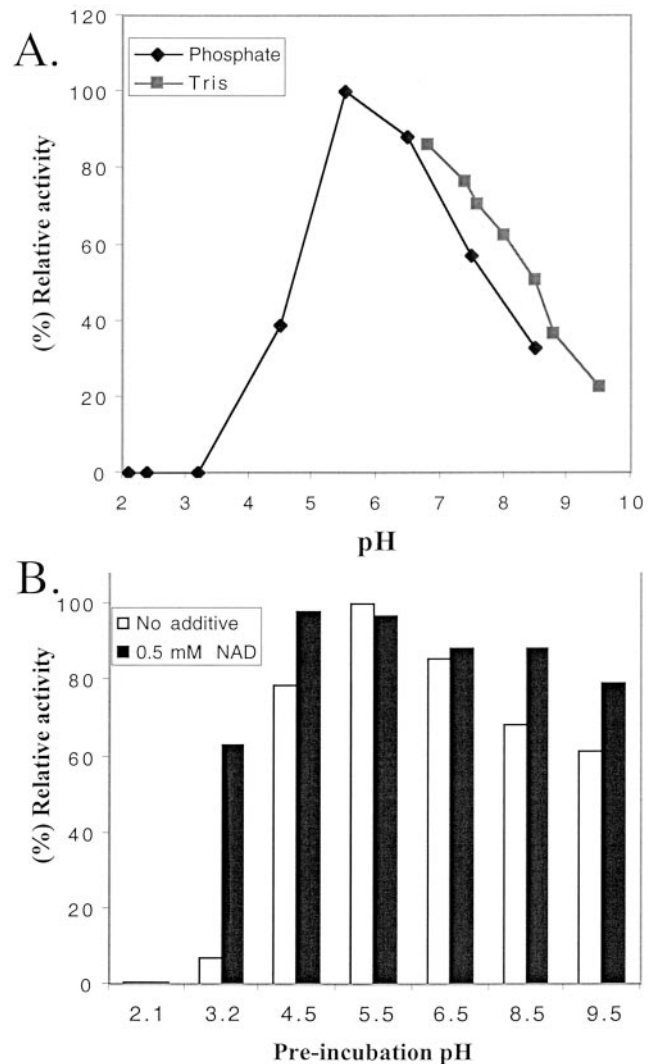 A.
120
100
80
60
40
20
0
Phosphate
Tris
(%) Relative activity
2 3 4 5 6 7 8 9 10
pH
B.
100
80
60
40
20
0
No additive
0.5 mM NAD
(%) Relative activity
2.1 3.2 4.5 5.5 6.5 8.5 9.5
Pre-incubation pH